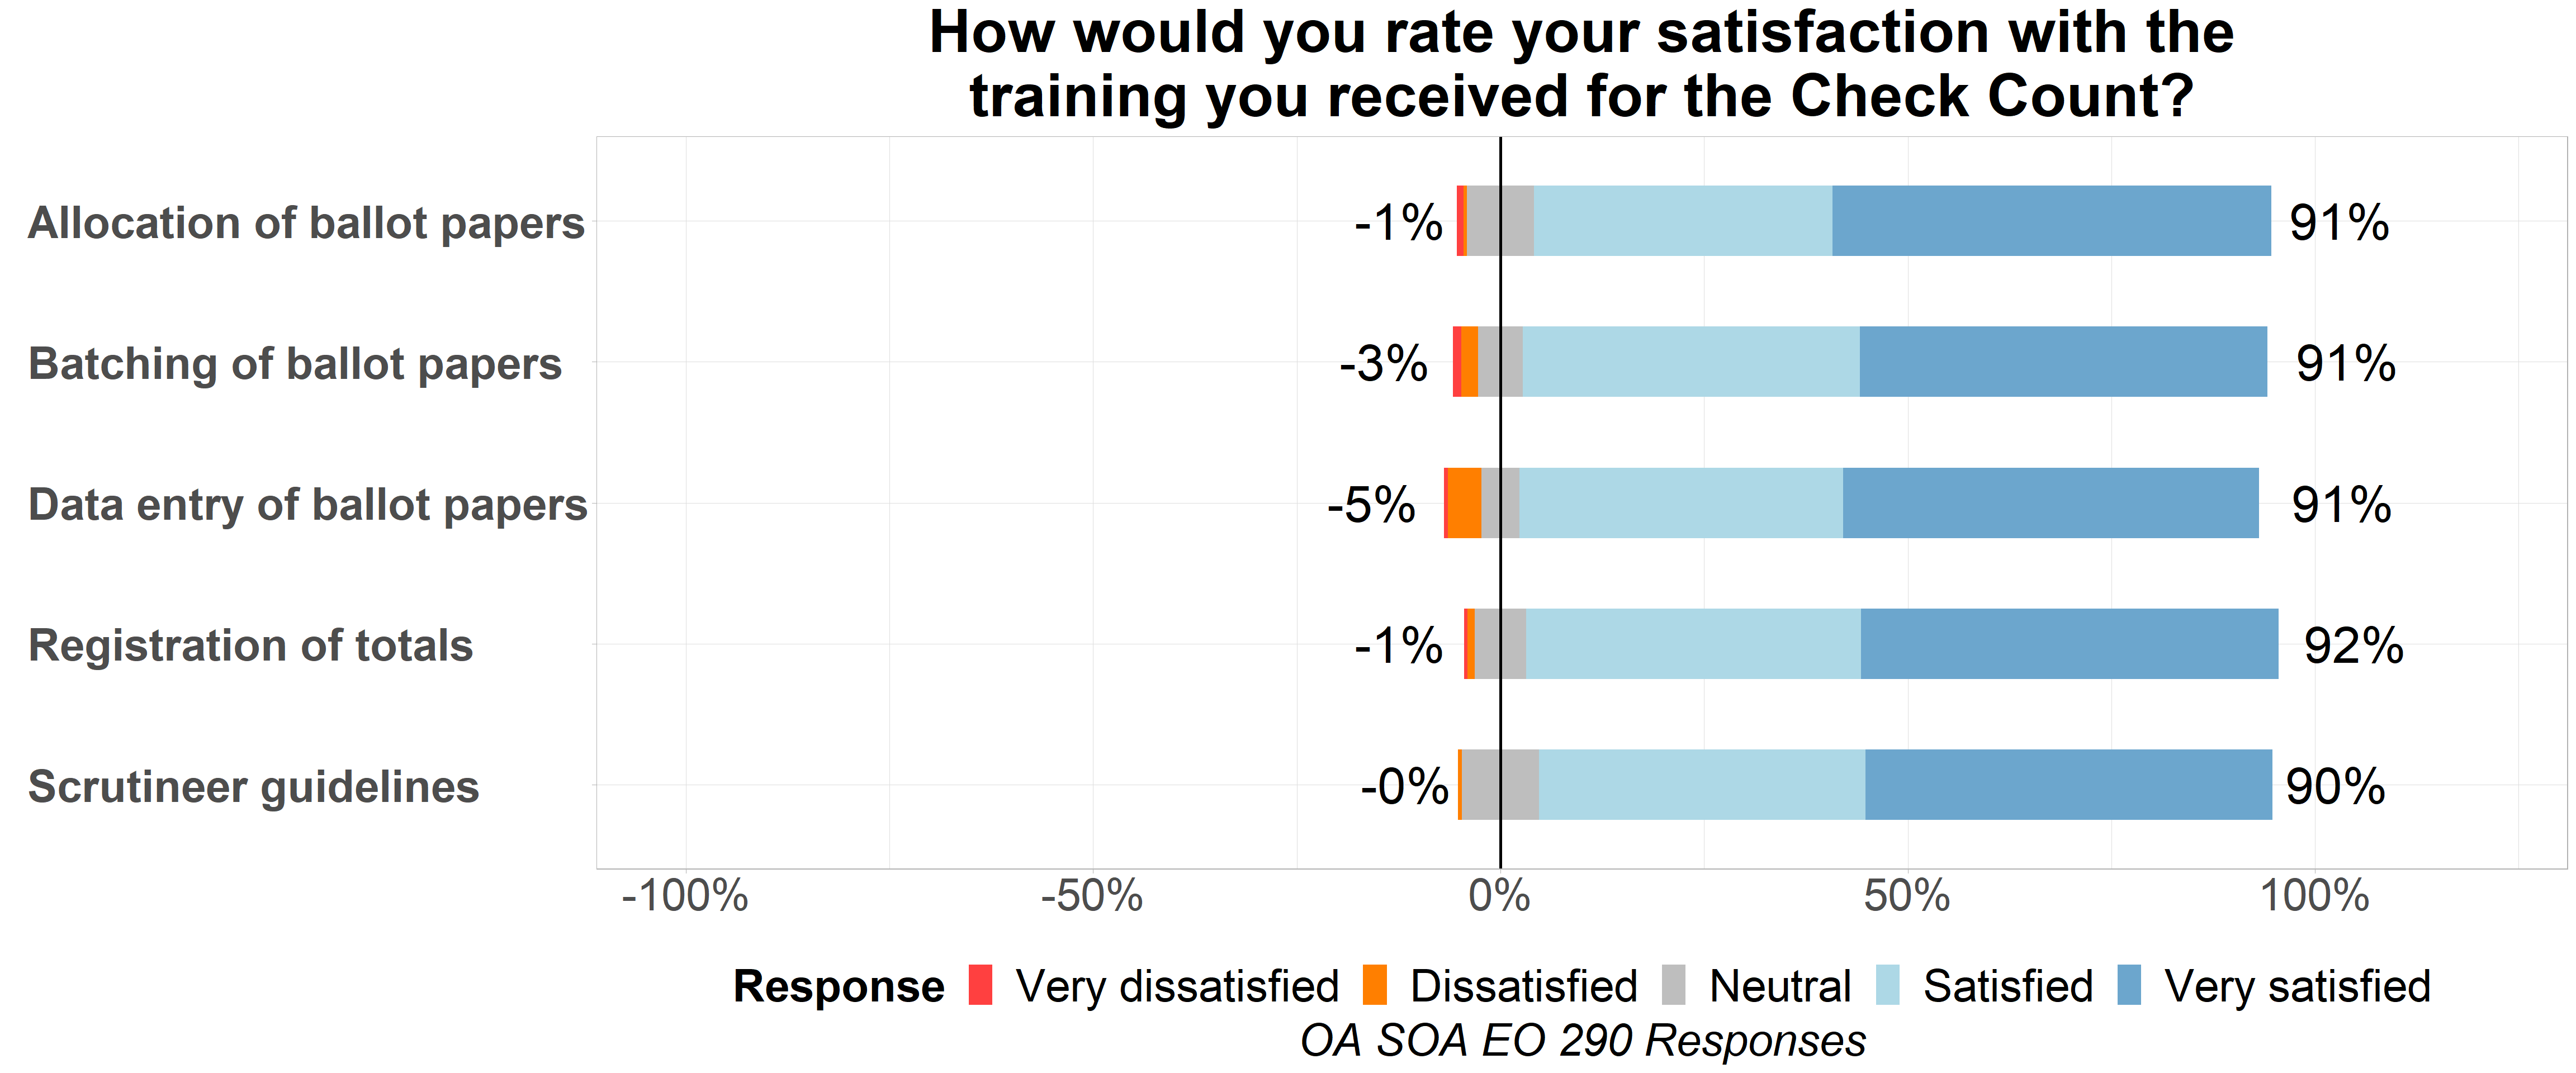 How would you rate your satisfaction with the
training you received for the Check Count?
Allocation of ballot papers -1% 91%
Batching of ballot papers -3% 91%
Data entry of ballot papers -5% 91%
Registration of totals -1% 92%
Scrutineer guidelines -0% 90%
-100% -50% 0% 50% 100%
Response Very dissatisfied Dissatisfied Neutral Satisfied Very satisfied
OA SOA EO 290 Responses